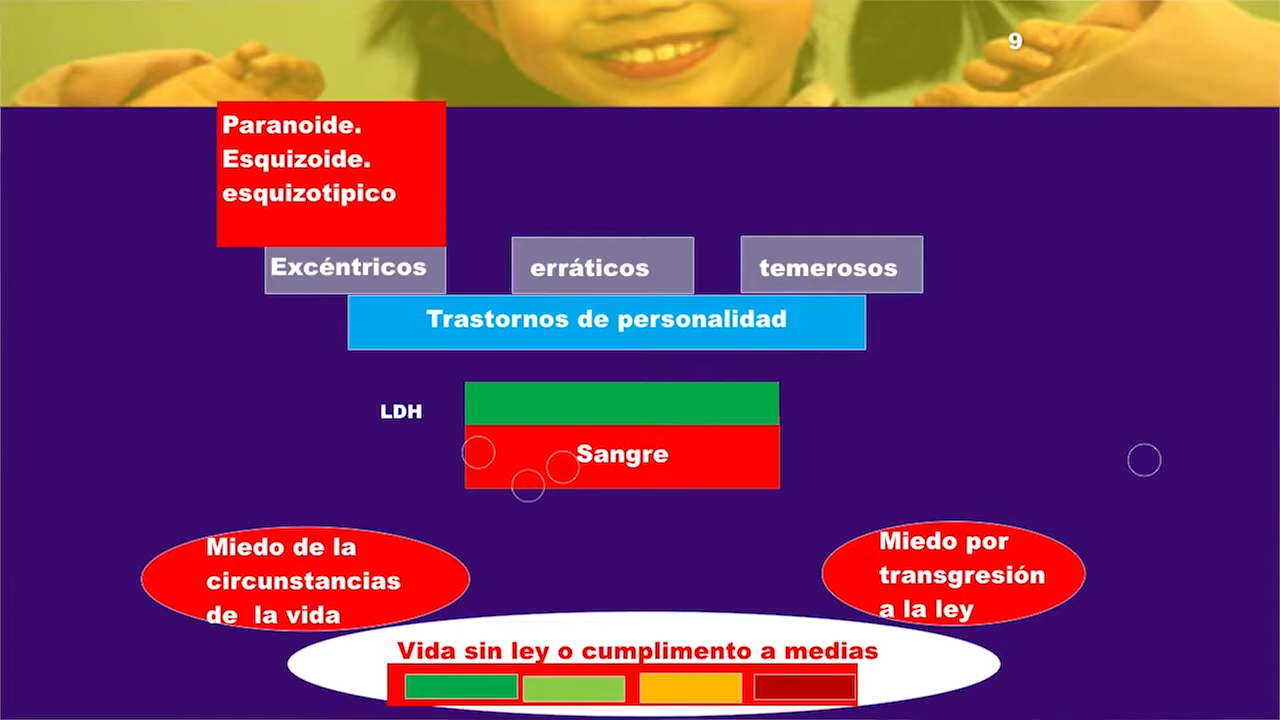 9
Paranoide.
Esquizoide.
esquizotipico
Excéntricos
erráticos
temerosos
Trastornos de personalidad
LDH
Sangre
Miedo de la
circunstancias
de la vida
Miedo por
transgresión
a la ley
Vida sin ley o cumplimento a medias